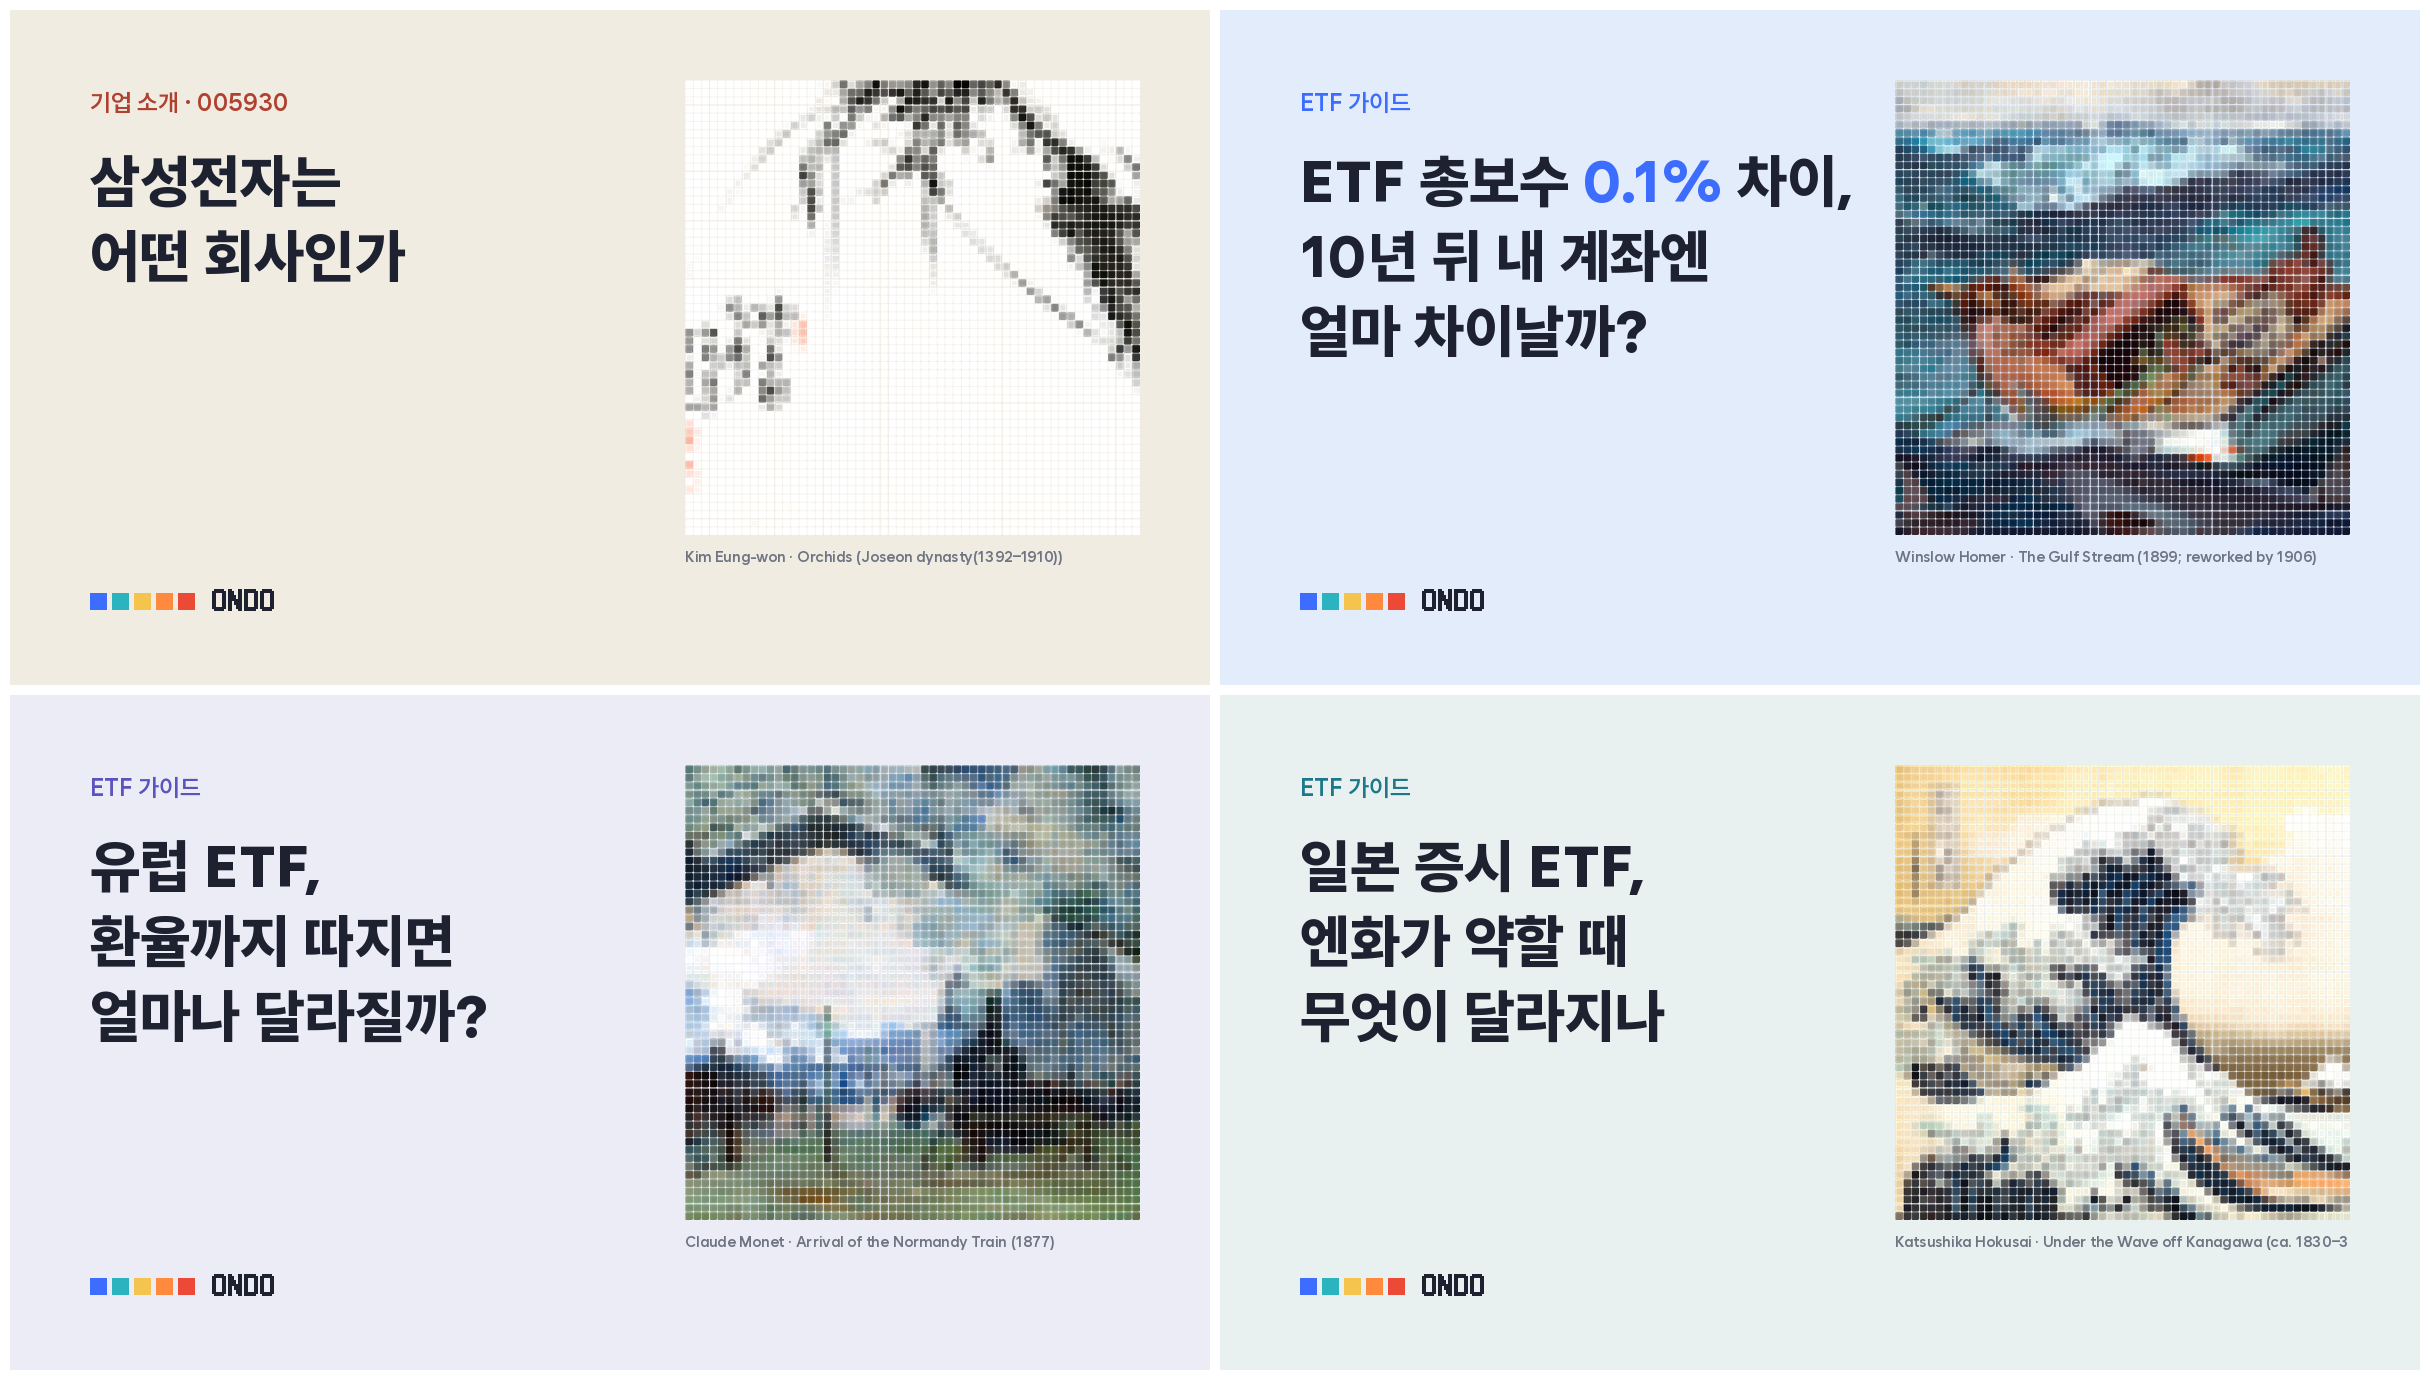 기업 소개 · 005930
삼성전자는
어떤 회사인가
Kim Eung-won · Orchids (Joseon dynasty(1392–1910))
ONDO
ETF 가이드
ETF 총보수 0.1% 차이,
10년 뒤 내 계좌엔
얼마 차이날까?
Winslow Homer · The Gulf Stream (1899; reworked by 1906)
ONDO
ETF 가이드
유럽 ETF,
환율까지 따지면
얼마나 달라질까?
Claude Monet · Arrival of the Normandy Train (1877)
ONDO
ETF 가이드
일본 증시 ETF,
엔화가 약할 때
무엇이 달라지나
Katsushika Hokusai · Under the Wave off Kanagawa (ca. 1830–3
ONDO